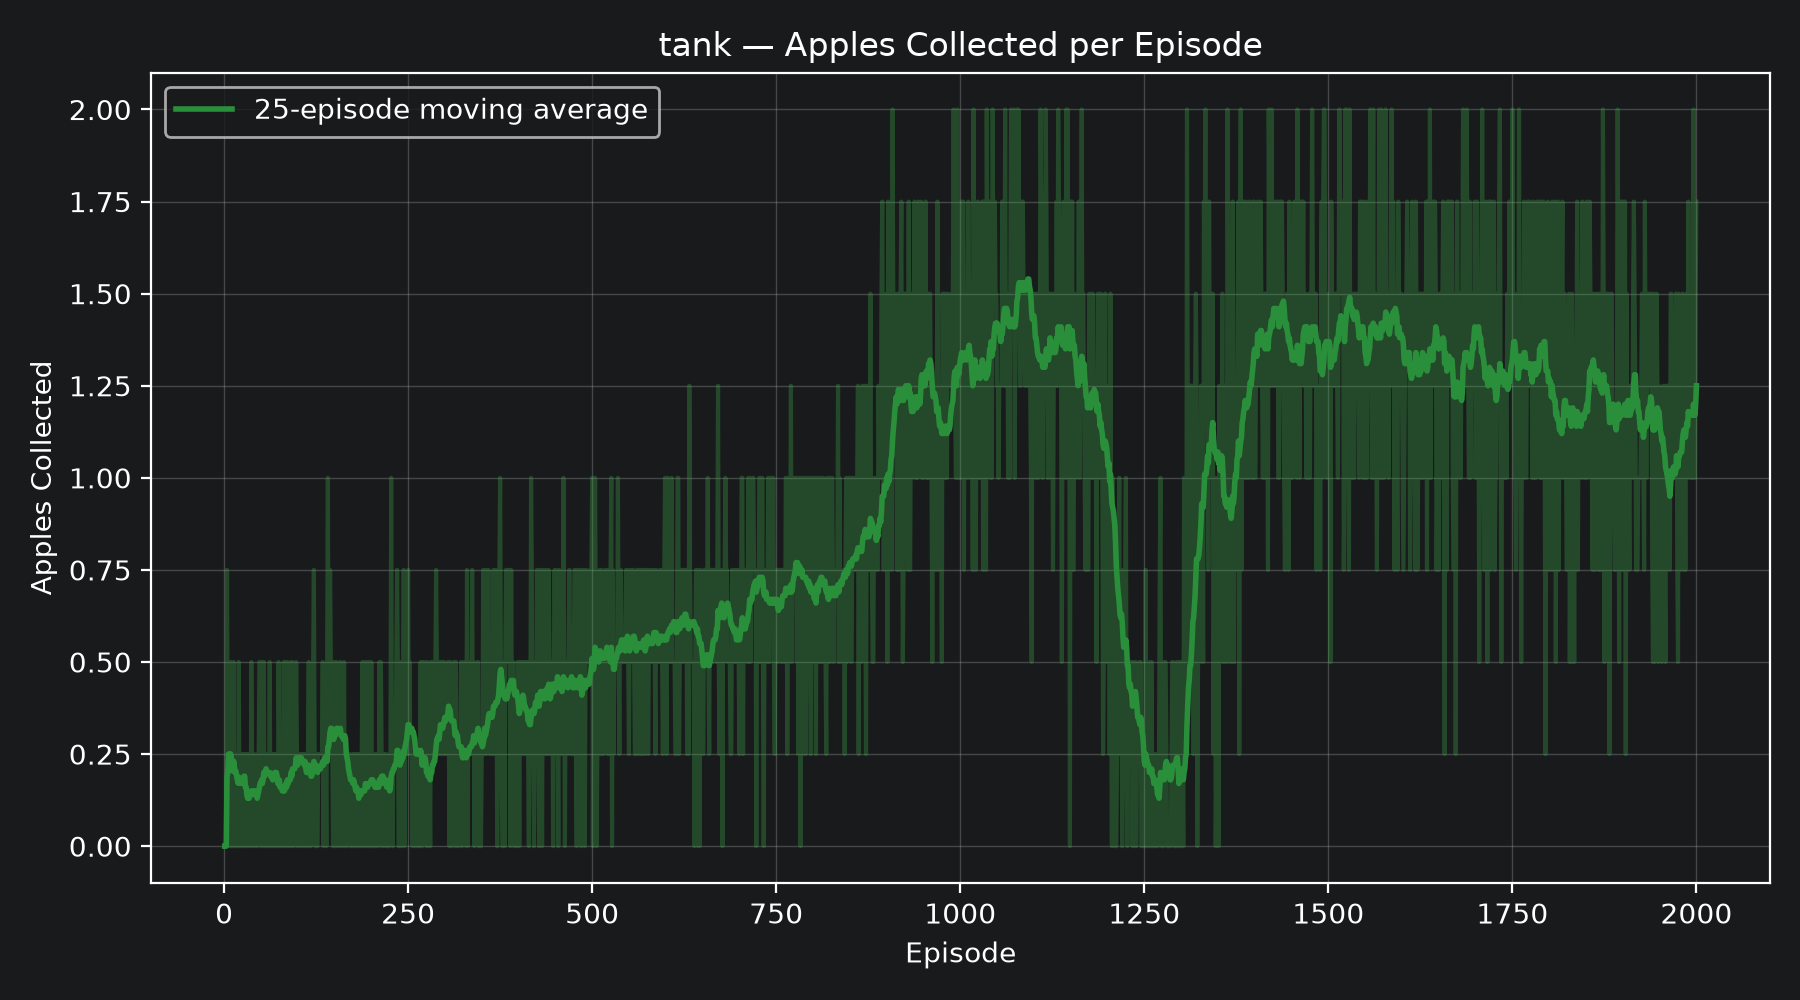 tank — Apples Collected per Episode
25-episode moving average
2.00
1.75
1.50
1.25
1.00
0.75
0.50
0.25
0.00
Apples Collected
0 250 500 750 1000 1250 1500 1750 2000
Episode